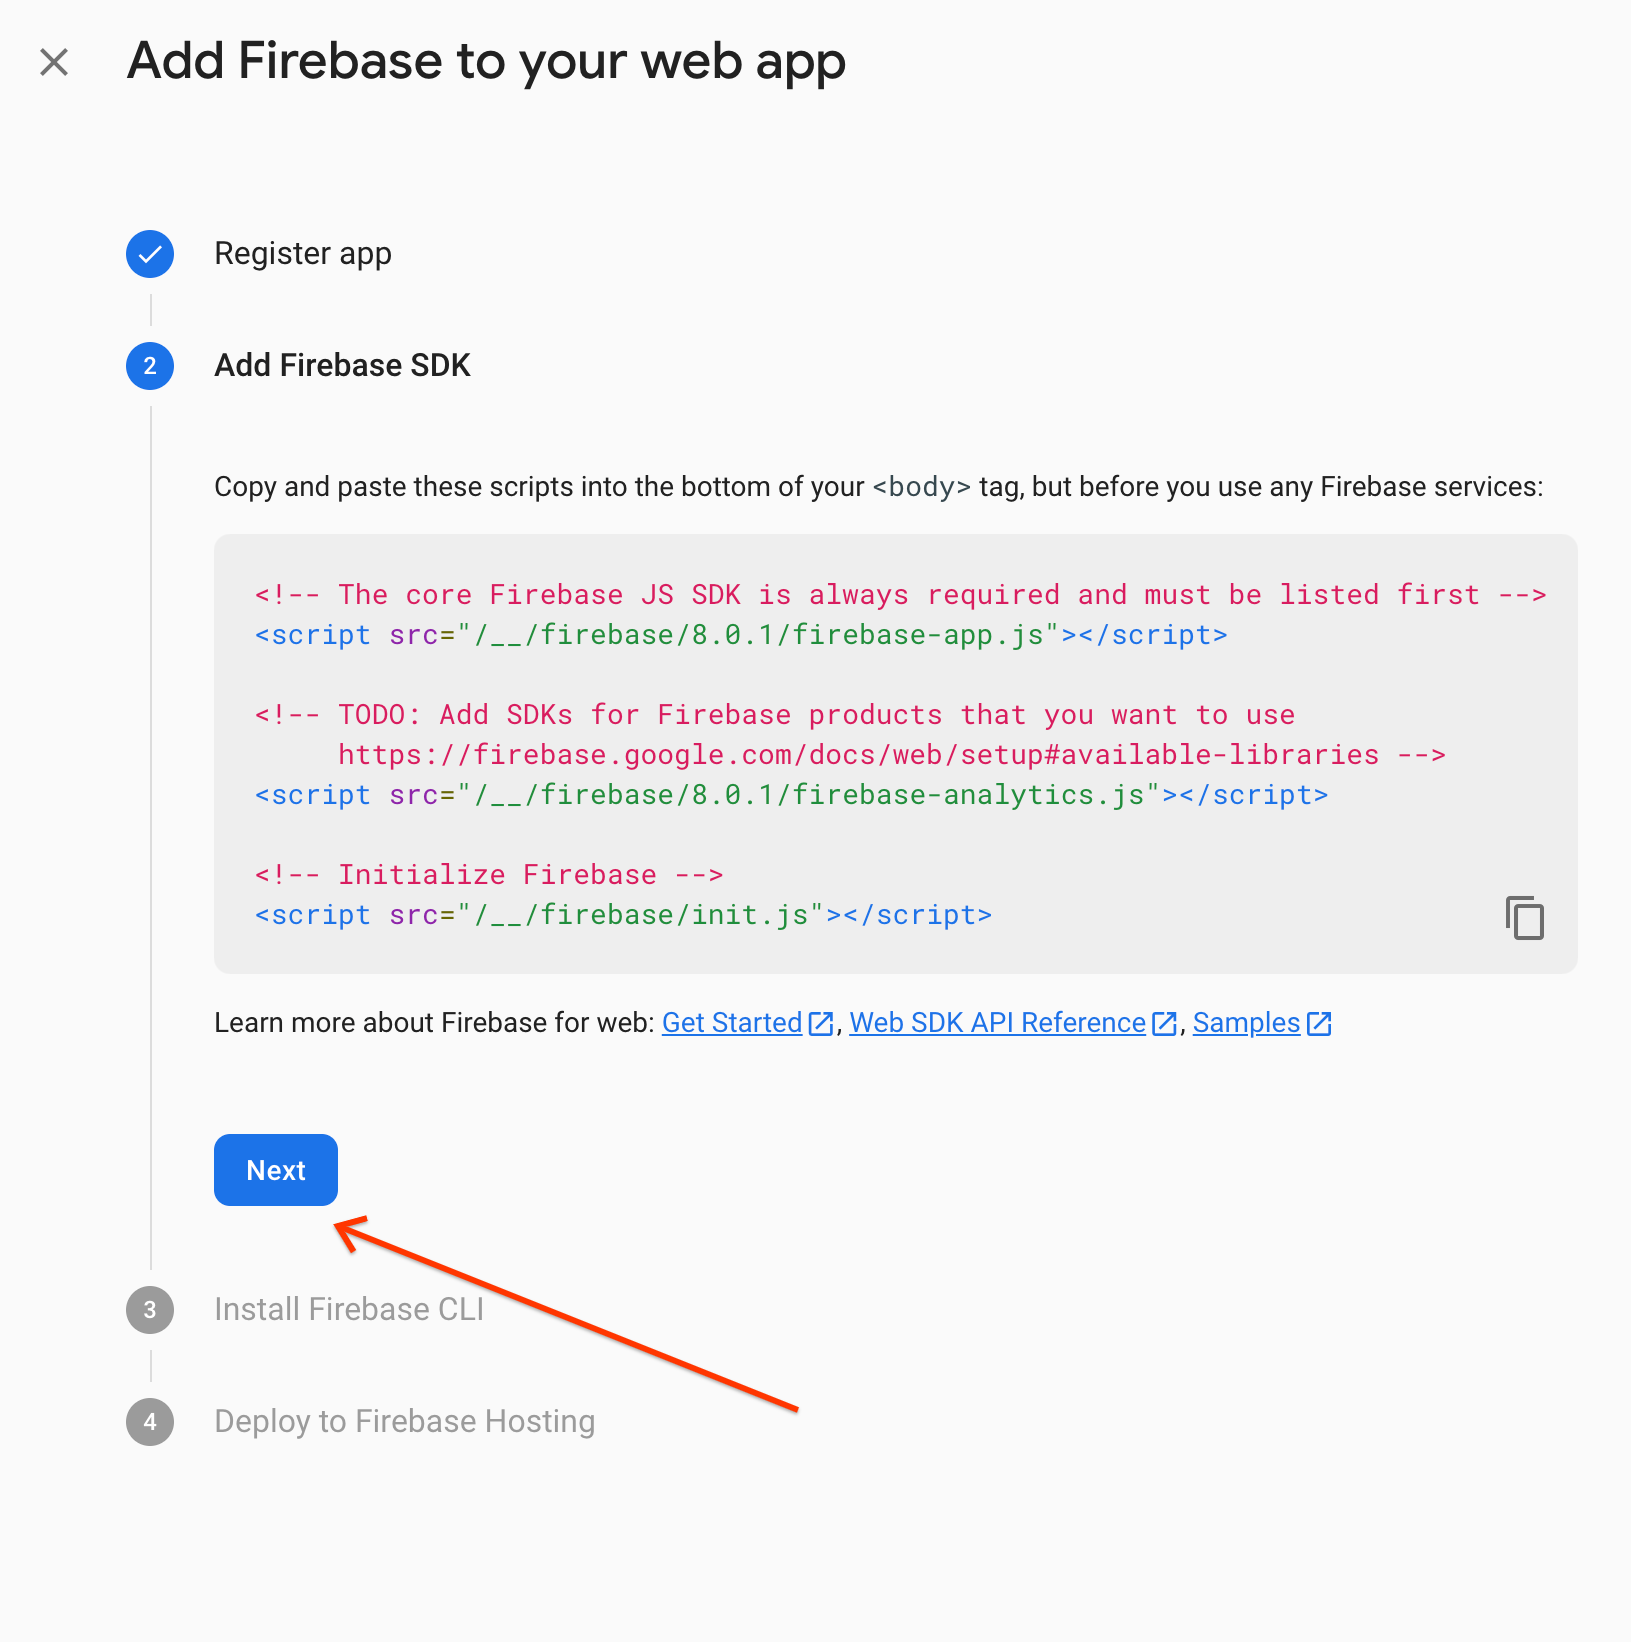 Add Firebase to your web app
Register app
2
Add Firebase SDK
Copy and paste these scripts into the bottom of your <body> tag, but before you use any Firebase services:
<!-- The core Firebase JS SDK is always required and must be listed first -->
<script src="/__/firebase/8.0.1/firebase-app.js"></script>
<!-- TODO: Add SDKs for Firebase products that you want to use
https://firebase.google.com/docs/web/setup#available-libraries -->
<script src="/__/firebase/8.0.1/firebase-analytics.js"></script>
<!-- Initialize Firebase -->
<script src="/__/firebase/init.js"></script>
Learn more about Firebase for web: Get Started, Web SDK API Reference, Samples
Next
3
Install Firebase CLI
4
Deploy to Firebase Hosting